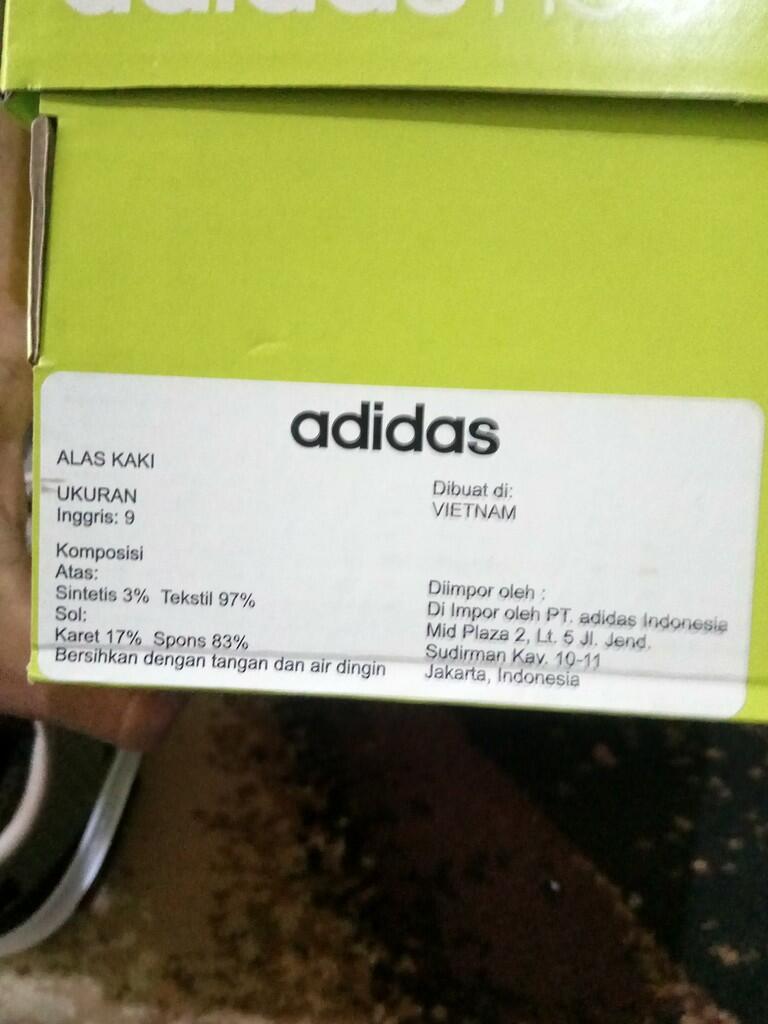 adidas
adidas
ALAS KAKI
UKURAN
Inggris: 9
Komposisi
Atas:
Sintetis 3% Tekstil 97%
Sol:
Karet 17% Spons 83%
Bersihkan dengan tangan dan air dingin
Dibuat di:
VIETNAM
Diimpor oleh :
Di Impor oleh PT. adidas Indonesia
Mid Plaza 2, Lt. 5 Jl. Jend.
Sudirman Kav. 10-11
Jakarta, Indonesia